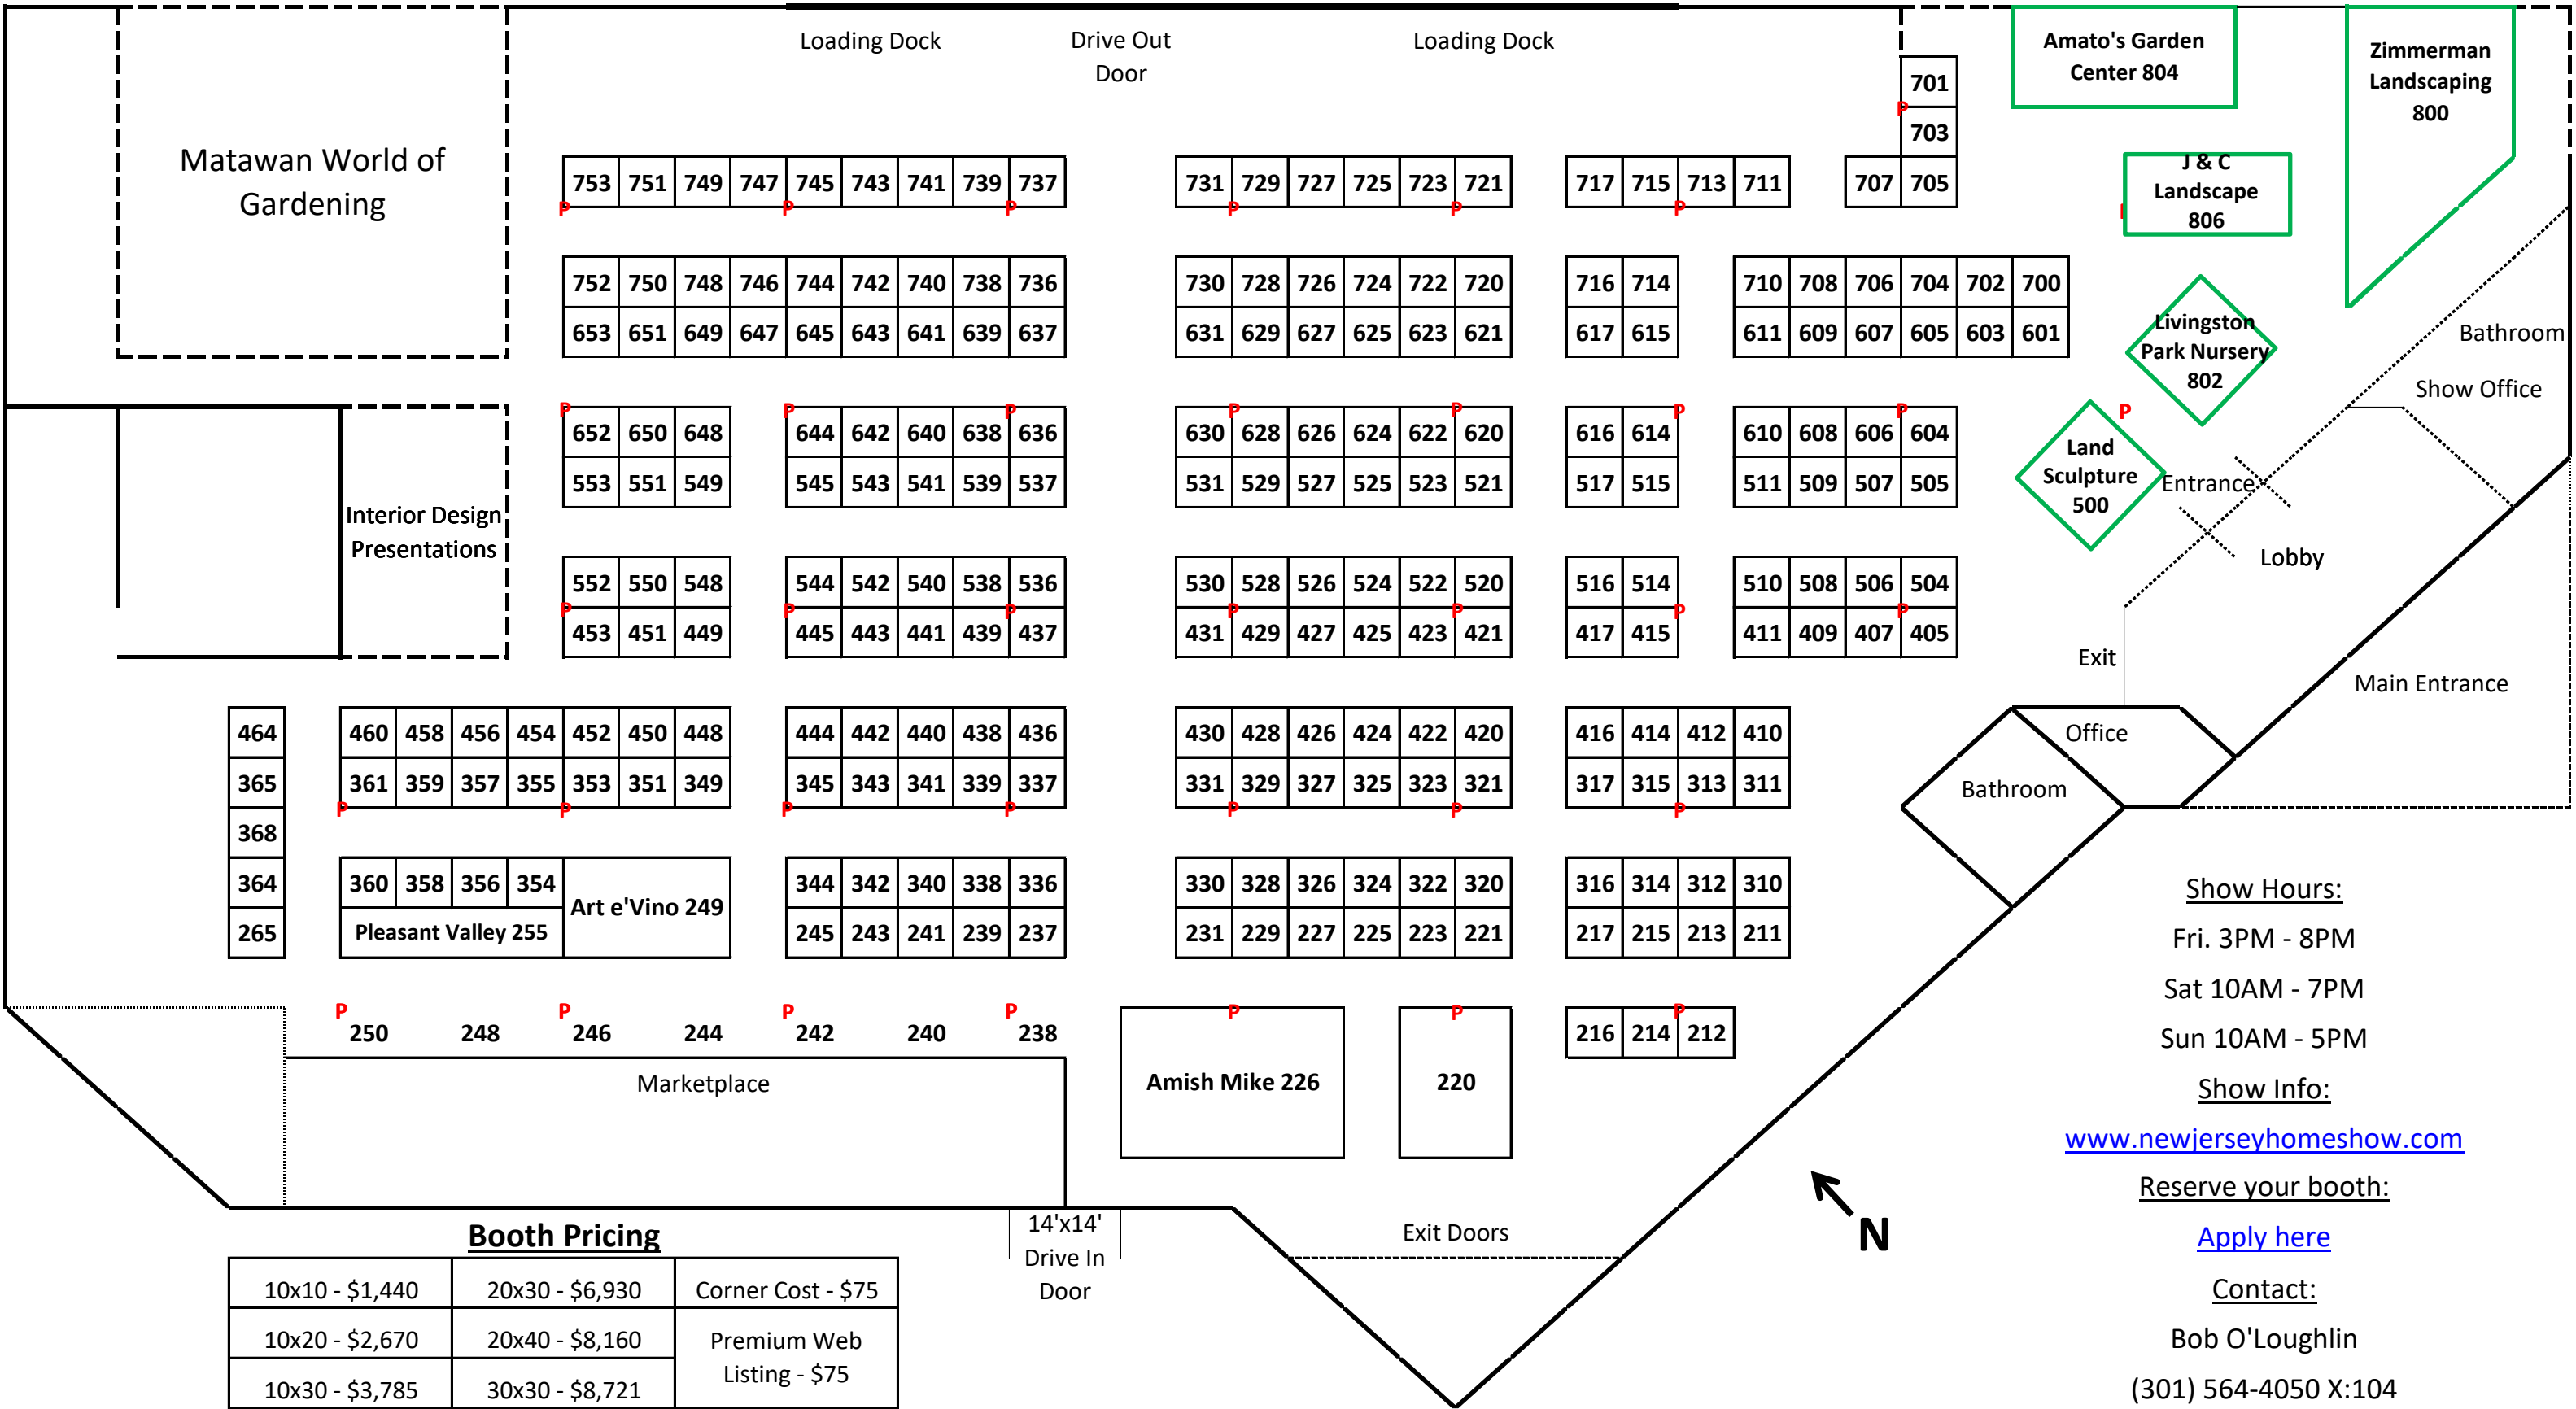 Loading Dock
Drive Out
Door
Loading Dock
Amato's Garden
Center 804
Zimmerman
Landscaping
800
701
P
703
Matawan World of
Gardening
J & C
Landscape
806
753 751 749 747 745 743 741 739 737
731 729 727 725 723 721
717 715 713 711
707 705
P P P P P P
752 750 748 746 744 742 740 738 736
730 728 726 724 722 720
716 714
710 708 706 704 702 700
653 651 649 647 645 643 641 639 637
631 629 627 625 623 621
617 615
611 609 607 605 603 601
Livingston
Park Nursery
802
Bathroom
Show Office
P P P P P P P P
652 650 648
644 642 640 638 636
630 628 626 624 622 620
616 614
610 608 606 604
553 551 549
545 543 541 539 537
531 529 527 525 523 521
517 515
511 509 507 505
Land
Sculpture
500
Entrance
Lobby
Interior Design
Presentations
552 550 548
544 542 540 538 536
530 528 526 524 522 520
516 514
510 508 506 504
P P P P P P P
453 451 449
445 443 441 439 437
431 429 427 425 423 421
417 415
411 409 407 405
Exit
Main Entrance
464
460 458 456 454 452 450 448
444 442 440 438 436
430 428 426 424 422 420
416 414 412 410
Office
365
361 359 357 355 353 351 349
345 343 341 339 337
331 329 327 325 323 321
317 315 313 311
Bathroom
P P P P P P P
368
364
360 358 356 354
Art e'Vino 249
344 342 340 338 336
330 328 326 324 322 320
316 314 312 310
265
Pleasant Valley 255
245 243 241 239 237
231 229 227 225 223 221
217 215 213 211
P P P P P P P
250 248 246 244 242 240 238
216 214 212
Marketplace
Amish Mike 226
220
Show Hours:
Fri. 3PM - 8PM
Sat 10AM - 7PM
Sun 10AM - 5PM
Show Info:
www.newjerseyhomeshow.com
Reserve your booth:
Apply here
Contact:
Bob O'Loughlin
(301) 564-4050 X:104
N
Exit Doors
14'x14'
Drive In
Door
Booth Pricing
10x10 - $1,440
20x30 - $6,930
Corner Cost - $75
10x20 - $2,670
20x40 - $8,160
Premium Web
Listing - $75
10x30 - $3,785
30x30 - $8,721